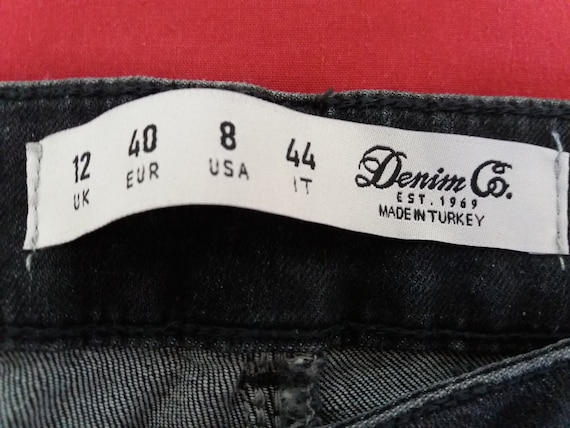 12 40 8 44
UK EUR USA IT
Denim Co.
EST. 1969
MADE IN TURKEY